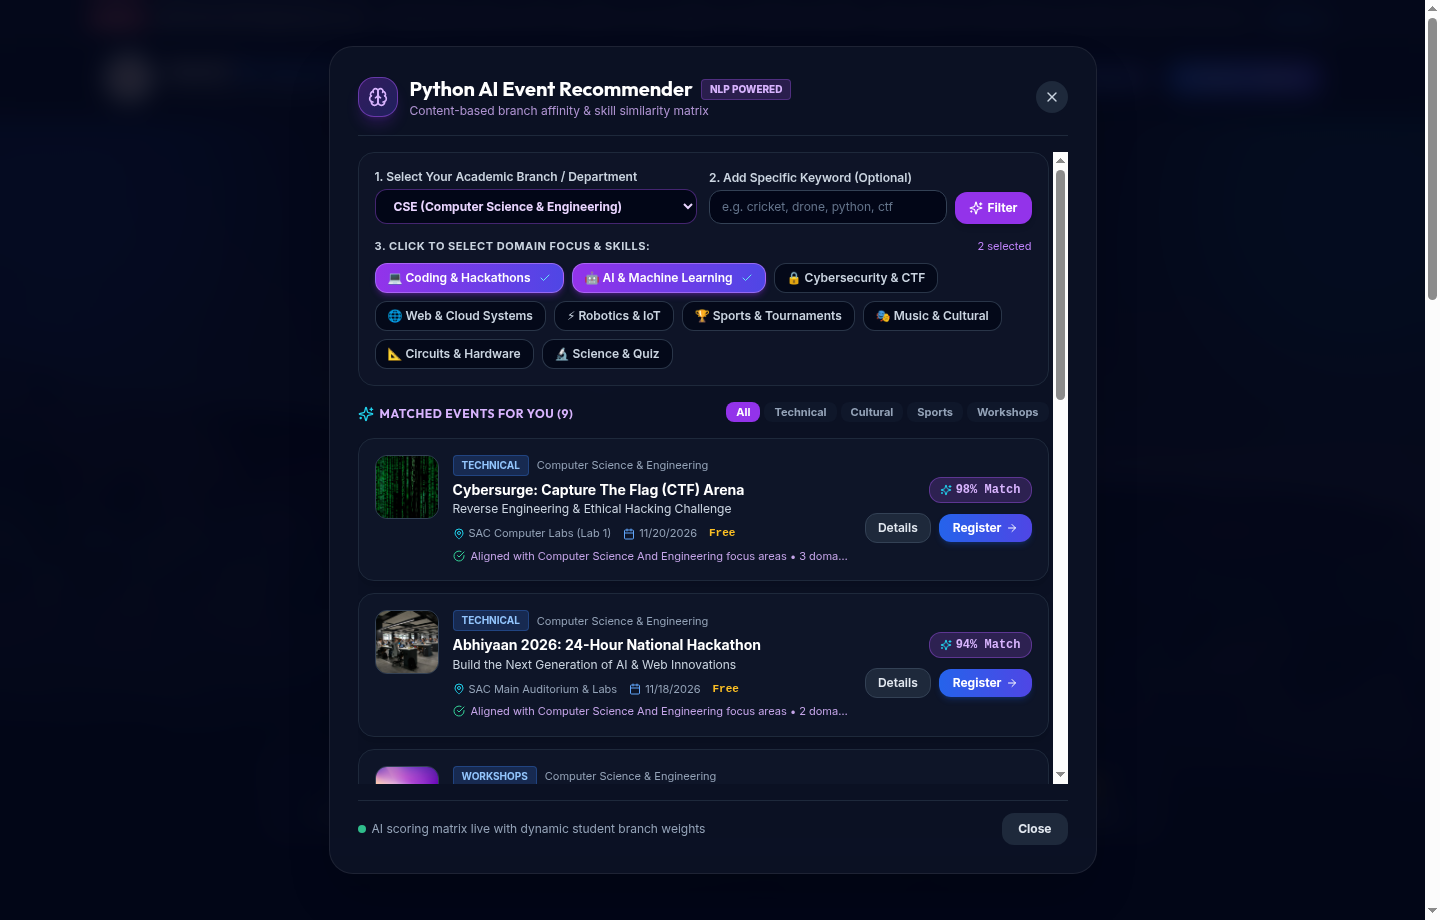 Python AI Event Recommender NLP POWERED
Content-based branch affinity & skill similarity matrix
1. Select Your Academic Branch / Department
2. Add Specific Keyword (Optional)
CSE (Computer Science & Engineering)
e.g. cricket, drone, python, ctf
Filter
3. CLICK TO SELECT DOMAIN FOCUS & SKILLS:
2 selected
💻 Coding & Hackathons ✓
🤖 AI & Machine Learning ✓
🔒 Cybersecurity & CTF
🌐 Web & Cloud Systems
⚡ Robotics & IoT
🏆 Sports & Tournaments
🎭 Music & Cultural
📐 Circuits & Hardware
🔬 Science & Quiz
MATCHED EVENTS FOR YOU (9)
All Technical Cultural Sports Workshops
TECHNICAL Computer Science & Engineering
Cybersurge: Capture The Flag (CTF) Arena
Reverse Engineering & Ethical Hacking Challenge
SAC Computer Labs (Lab 1) 11/20/2026 Free
Aligned with Computer Science And Engineering focus areas • 3 doma...
98% Match
Details Register →
TECHNICAL Computer Science & Engineering
Abhiyaan 2026: 24-Hour National Hackathon
Build the Next Generation of AI & Web Innovations
SAC Main Auditorium & Labs 11/18/2026 Free
Aligned with Computer Science And Engineering focus areas • 2 doma...
94% Match
Details Register →
WORKSHOPS Computer Science & Engineering
AI scoring matrix live with dynamic student branch weights
Close